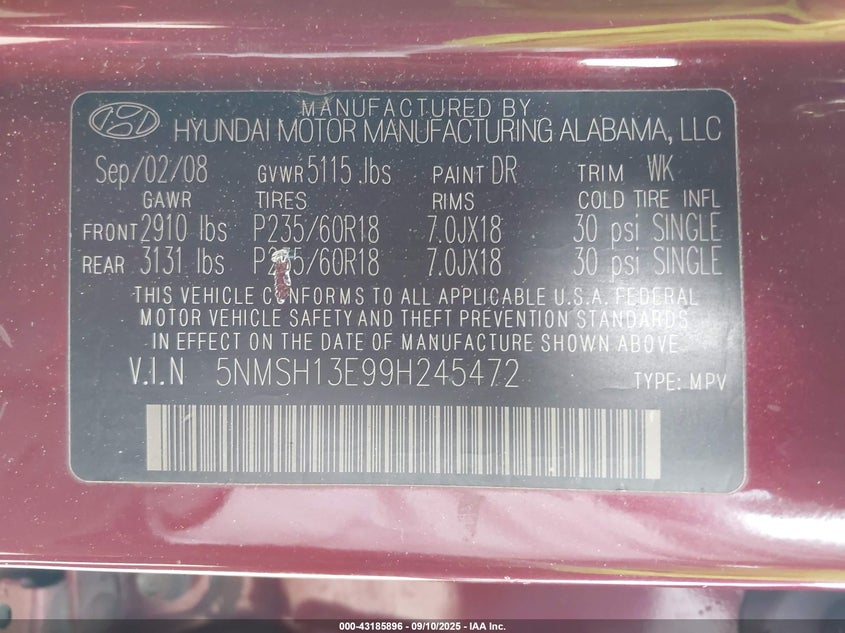 MANUFACTURED BY
HYUNDAI MOTOR MANUFACTURING ALABAMA, LLC
Sep/02/08 GVWR 5115 lbs PAINT DR TRIM WK
GAWR TIRES RIMS COLD TIRE INFL
FRONT 2910 lbs P235/60R18 7.0JX18 30 psi SINGLE
REAR 3131 lbs P235/60R18 7.0JX18 30 psi SINGLE
THIS VEHICLE CONFORMS TO ALL APPLICABLE U.S.A. FEDERAL
MOTOR VEHICLE SAFETY AND THEFT PREVENTION STANDARDS
IN EFFECT ON THE DATE OF MANUFACTURE SHOWN ABOVE.
V.I.N 5NMSH13E99H245472 TYPE: MPV
000-43185896 - 09/10/2025 - IAA Inc.